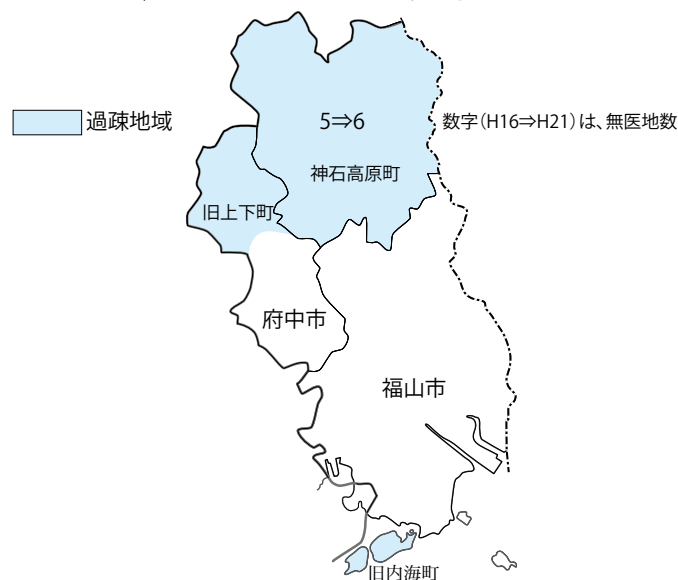 過疎地域
5⇒6
数字(H16⇒H21)は、無医地数
神石高原町
旧上下町
府中市
福山市
旧内海町